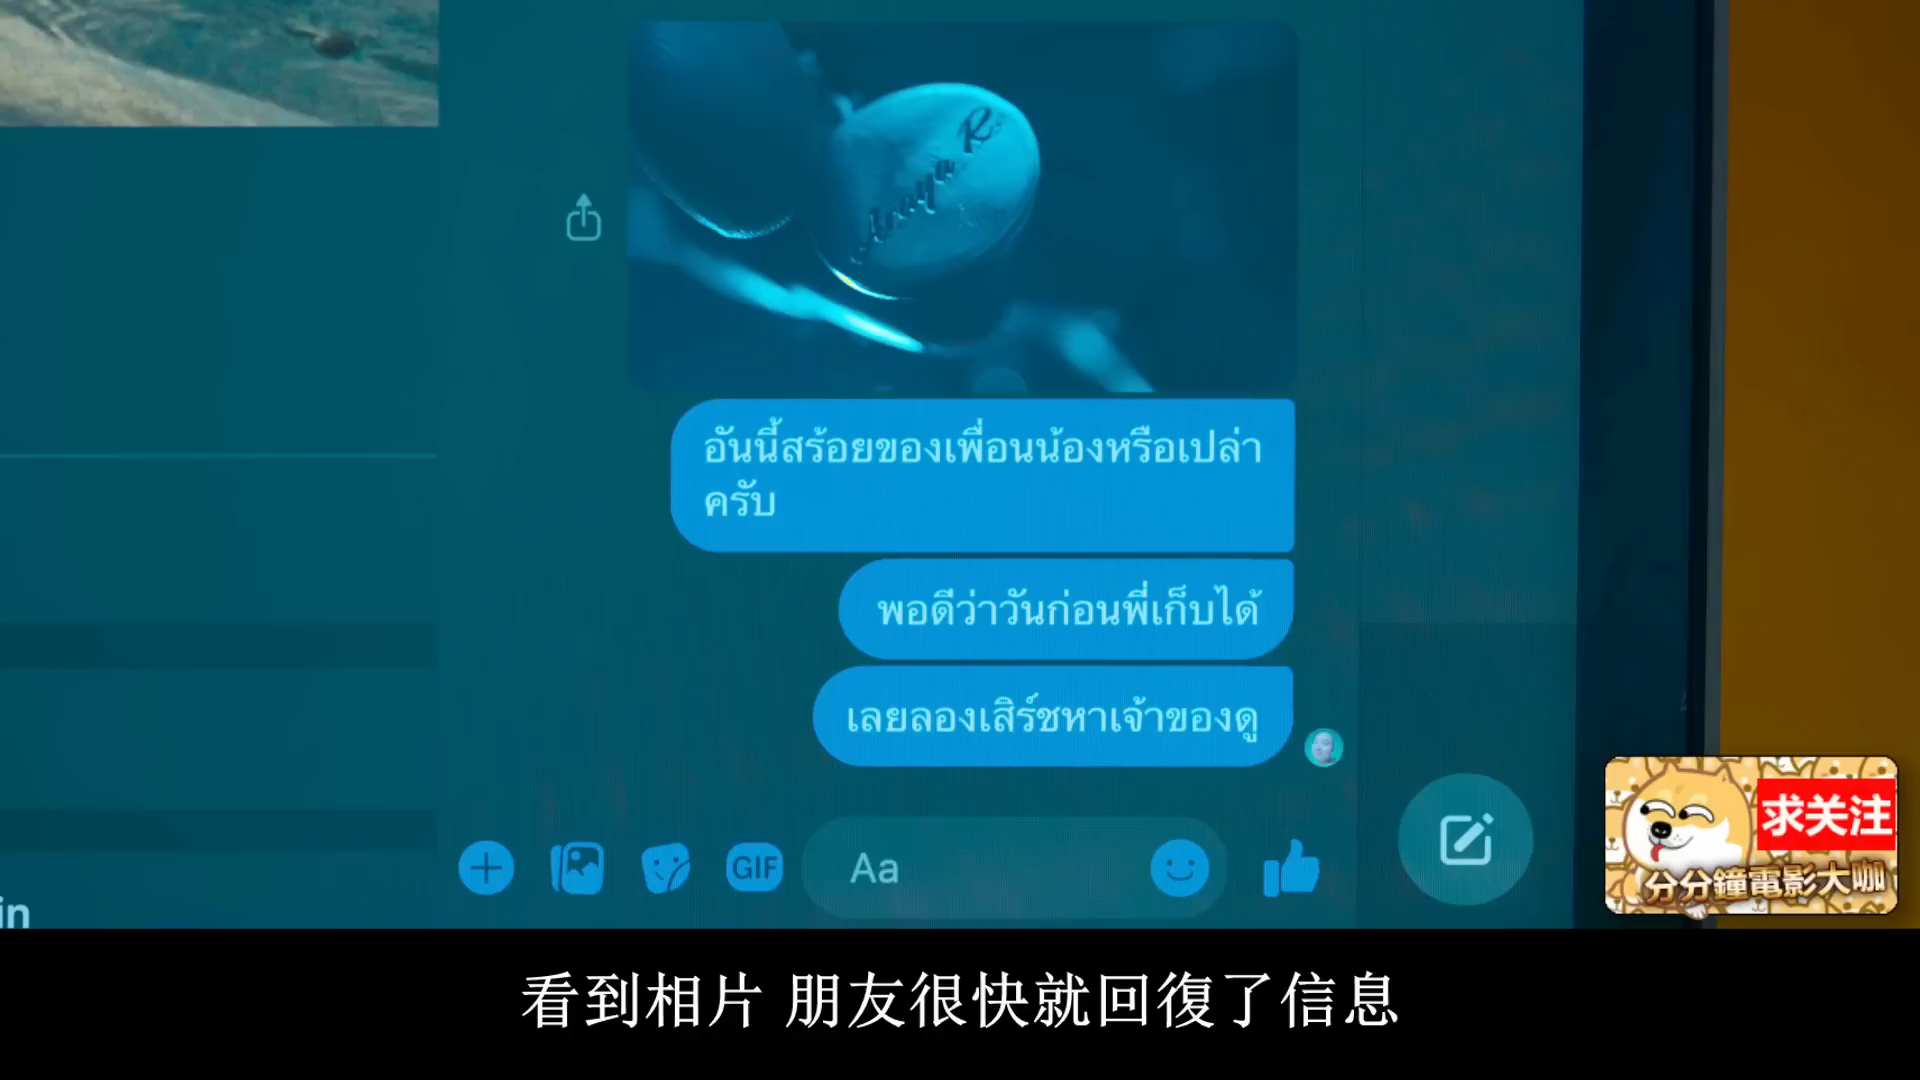 อันนี้สร้อยของเพื่อนน้องหรือเปล่า
ครับ
พอดีว่าวันก่อนพี่เก็บได้
เลยลองเสิร์ชหาเจ้าของดู
GIF
Aa
in
求关注
分分鐘電影大咖
看到相片 朋友很快就回復了信息